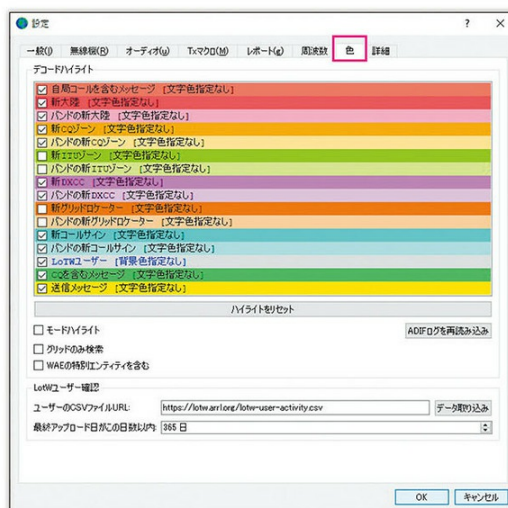 設定
?
一般(l) 無線機(R) オーディオ(u) Txマクロ(M) レポート(g) 周波数 色 詳細
デコードハイライト
自局コールを含むメッセージ [文字色指定なし]
新大陸 [文字色指定なし]
バンドの新大陸 [文字色指定なし]
新CQゾーン [文字色指定なし]
バンドの新CQゾーン [文字色指定なし]
新ITUゾーン [文字色指定なし]
バンドの新ITUゾーン [文字色指定なし]
新DXCC [文字色指定なし]
バンドの新DXCC [文字色指定なし]
新グリッドロケーター [文字色指定なし]
バンドの新グリッドロケーター [文字色指定なし]
新コールサイン [文字色指定なし]
バンドの新コールサイン [文字色指定なし]
LoTWユーザー [背景色指定なし]
CQを含むメッセージ [文字色指定なし]
送信メッセージ [文字色指定なし]
ハイライトをリセット
モードハイライト ADIFログを再読み込み
グリッドのみ検索
WAEの特別エンティティを含む
LotWユーザー確認
ユーザーのCSVファイルURL: https://lotw.arrl.org/lotw-user-activity.csv データ取り込み
最終アップロード日がこの日数以内: 365 日
OK キャンセル